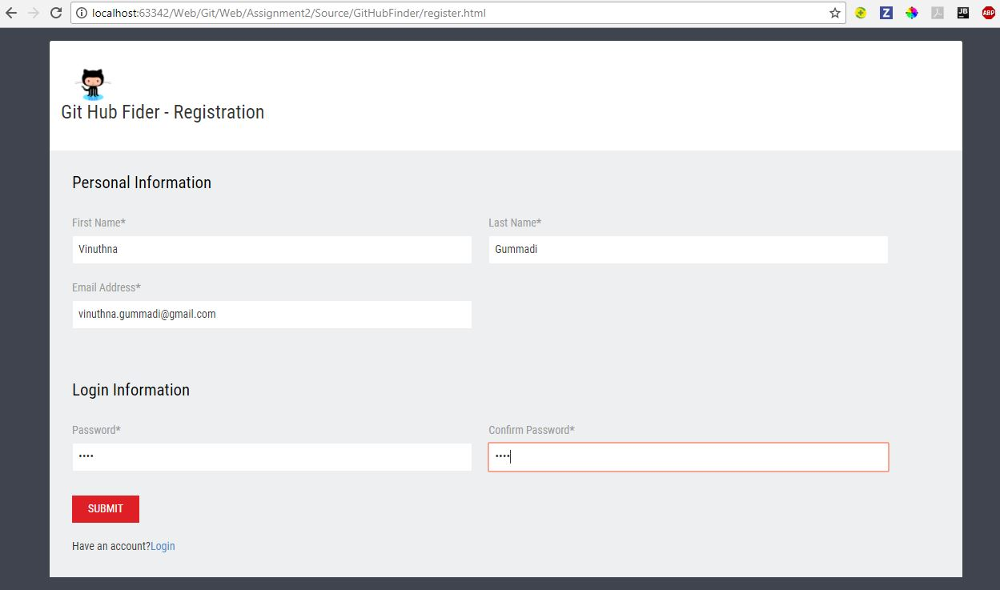 localhost:63342/Web/Git/Web/Assignment2/Source/GitHubFinder/register.html
Z
JB
ABP
Git Hub Fider - Registration
Personal Information
First Name* Last Name*
Vinuthna Gummadi
Email Address*
vinuthna.gummadi@gmail.com
Login Information
Password* Confirm Password*
•••• ••••
SUBMIT
Have an account?Login